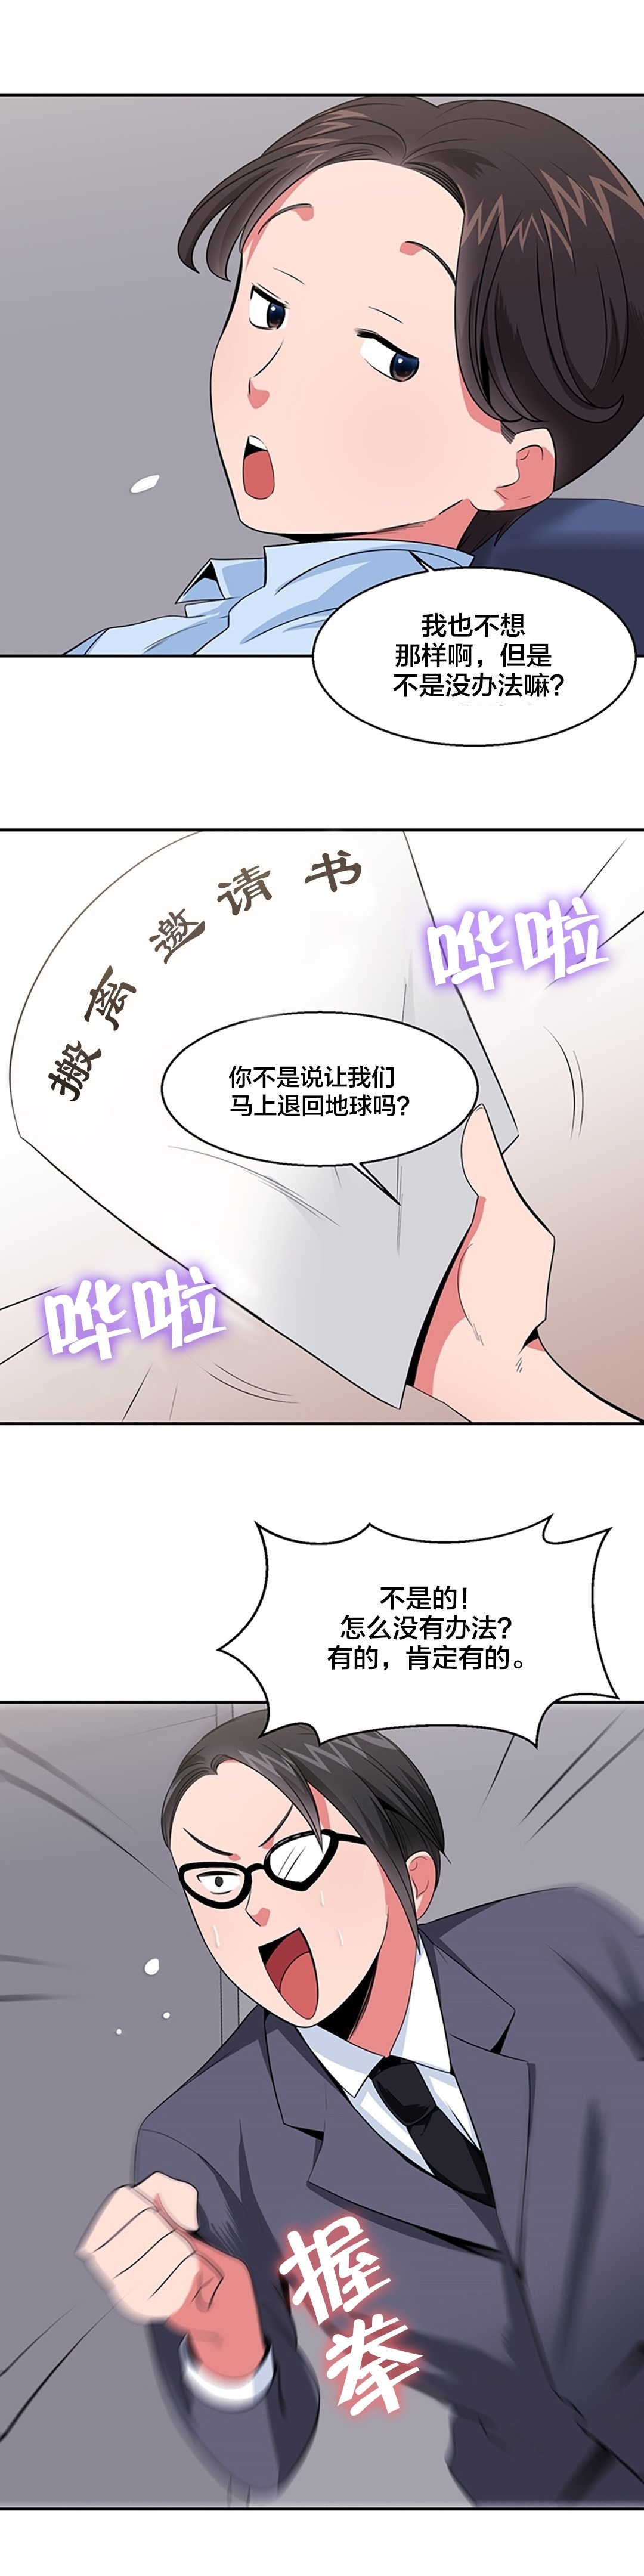 我也不想
那样啊，但是
不是没办法嘛？
搬离邀请书
哗啦
你不是说让我们
马上退回地球吗？
哗啦
不是的！
怎么没有办法？
有的，肯定有的。
握
拳